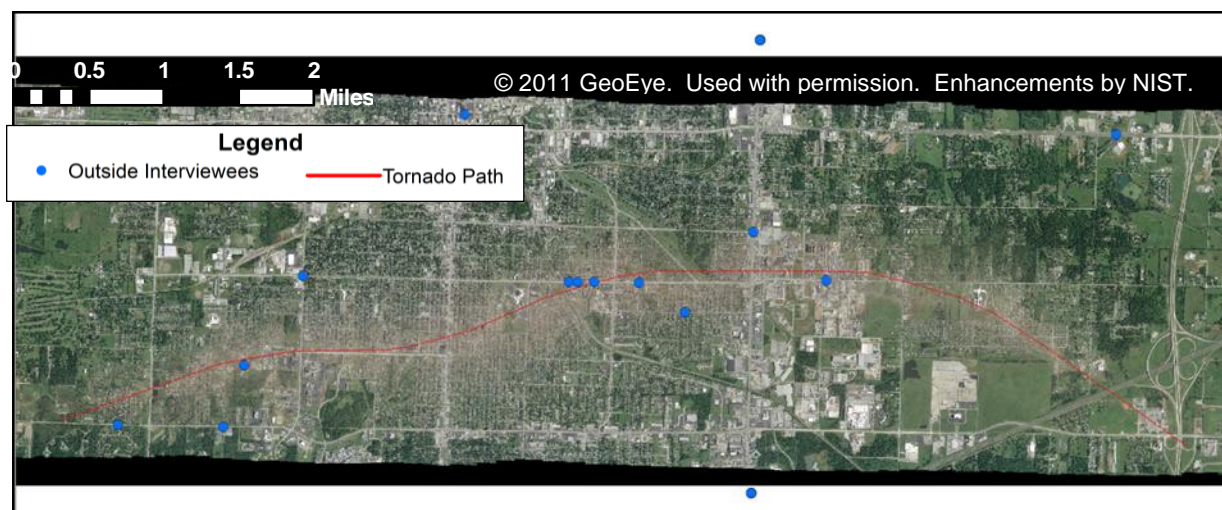 0 0.5 1 1.5 2
Miles
© 2011 GeoEye. Used with permission. Enhancements by NIST.
Legend
Outside Interviewees Tornado Path